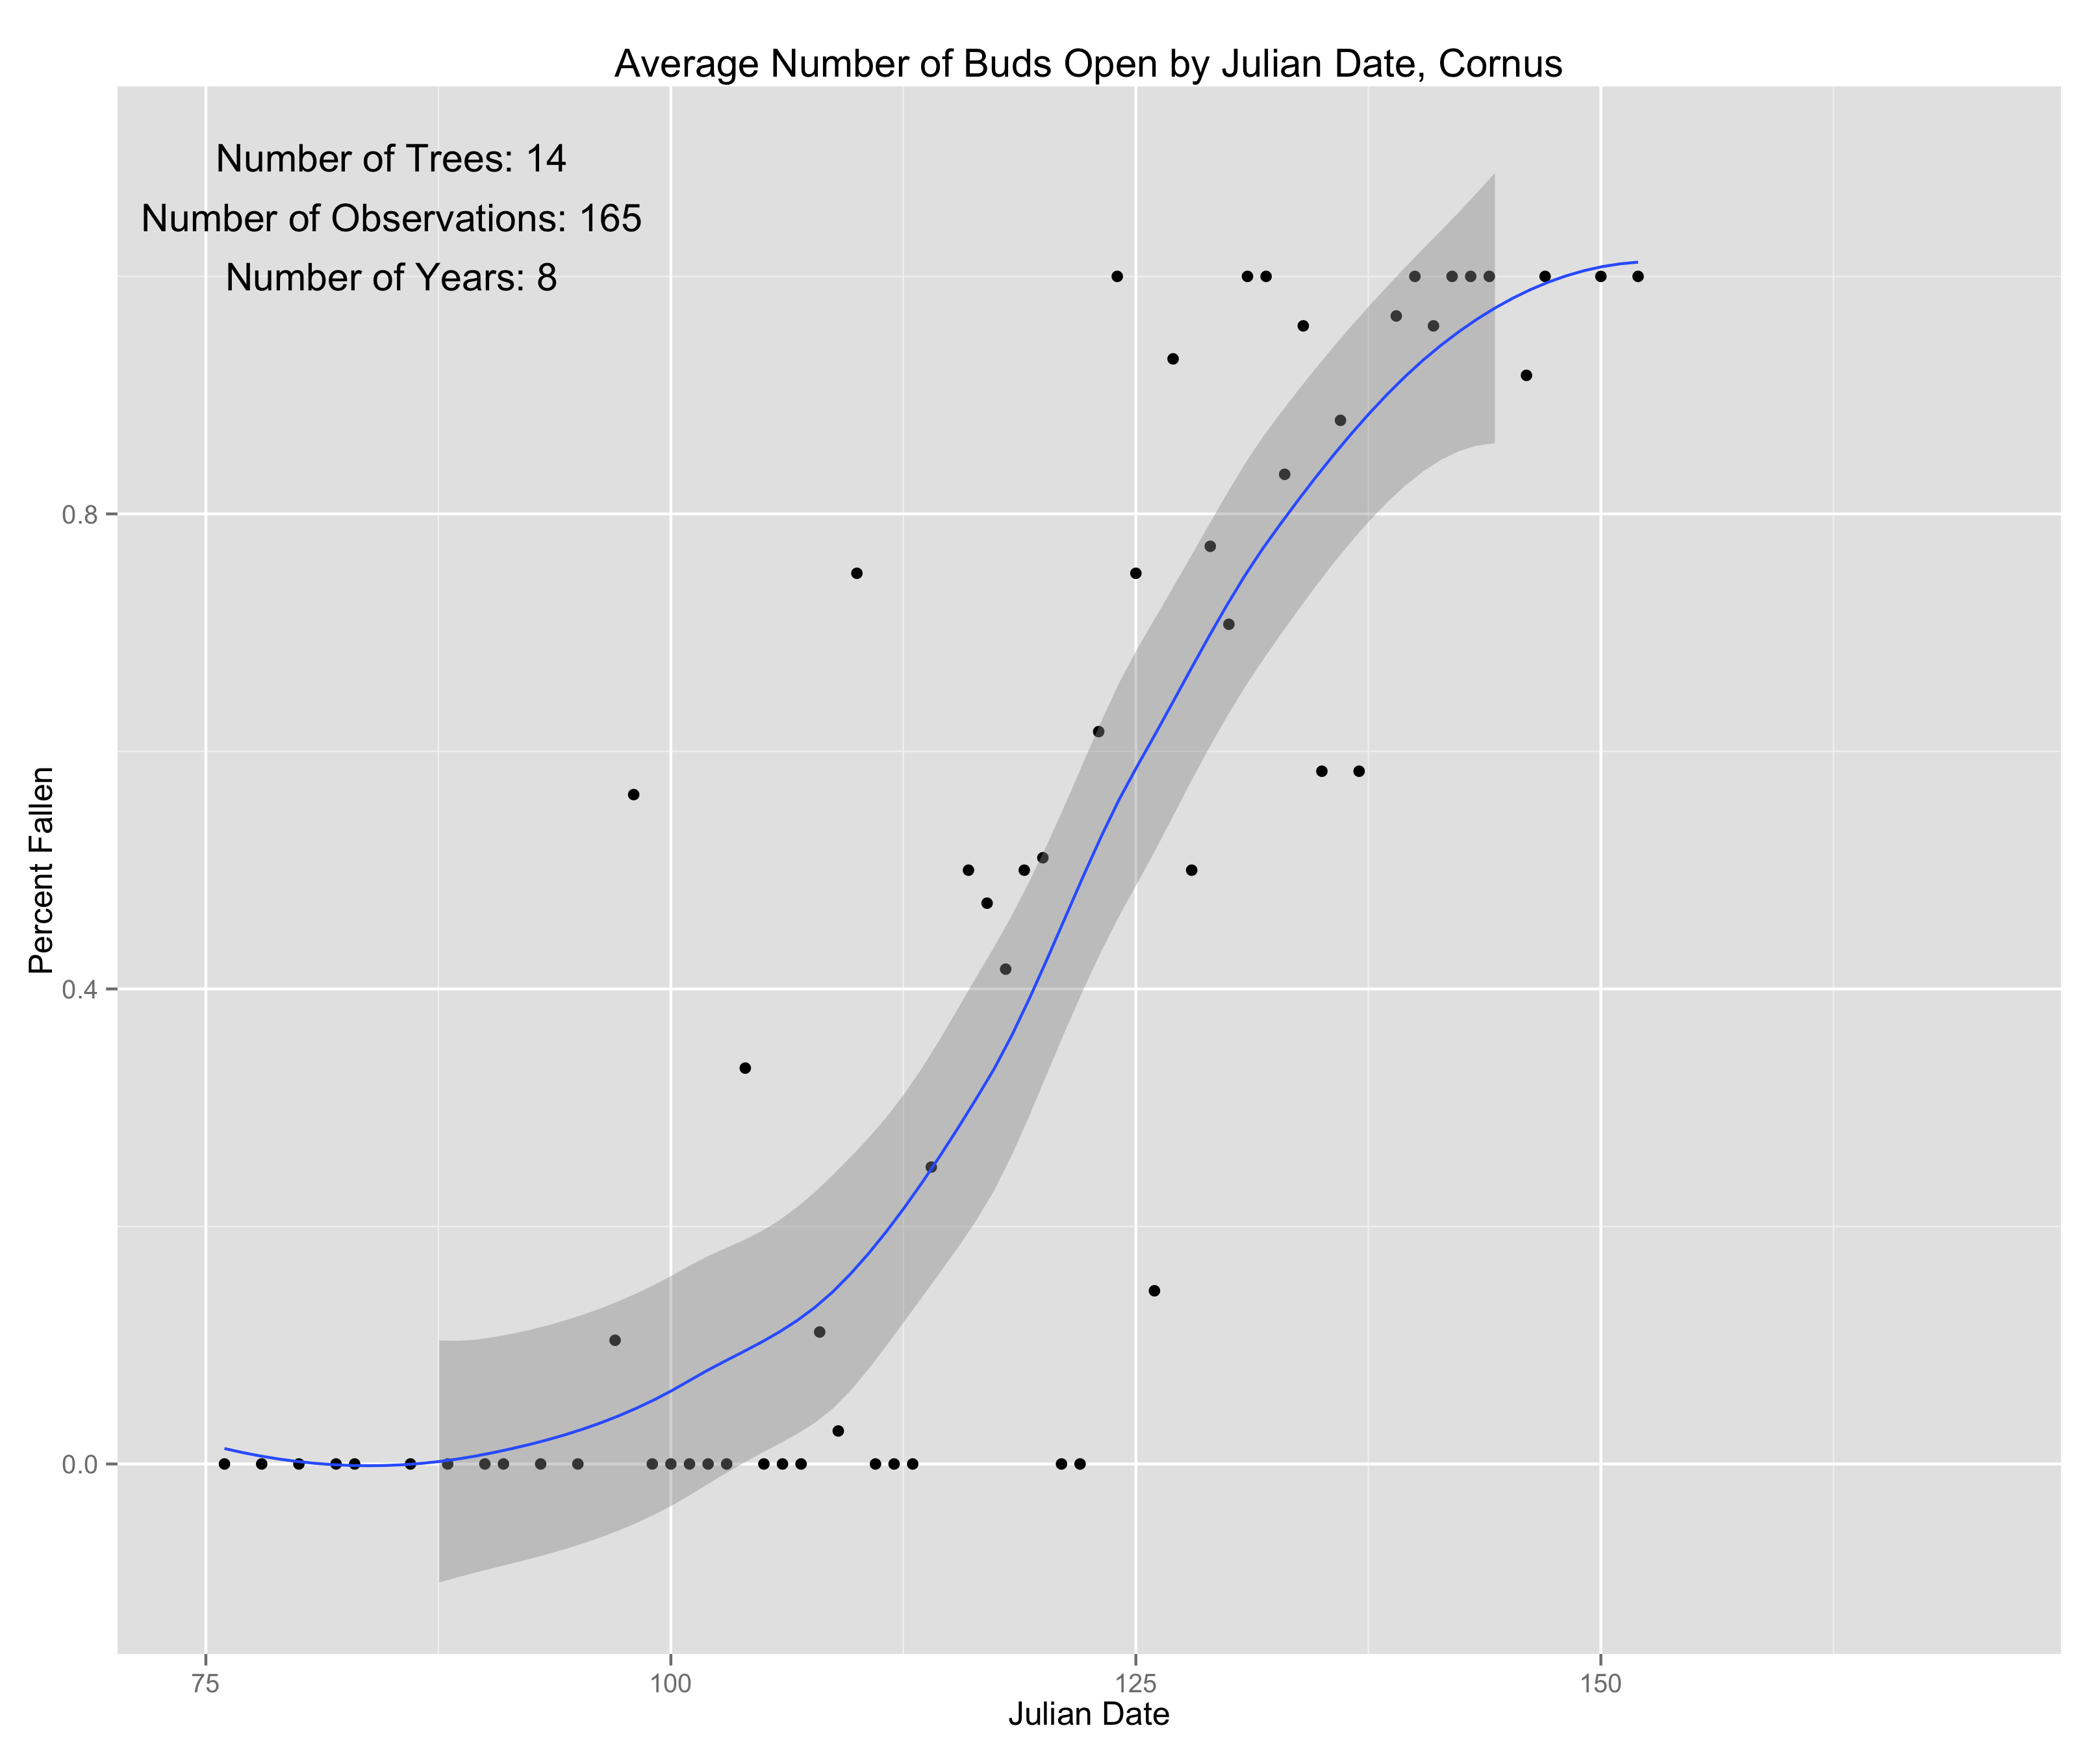 Average Number of Buds Open by Julian Date, Cornus
Number of Trees: 14
Number of Observations: 165
Number of Years: 8
Percent Fallen
0.8
0.4
0.0
75 100 125 150
Julian Date